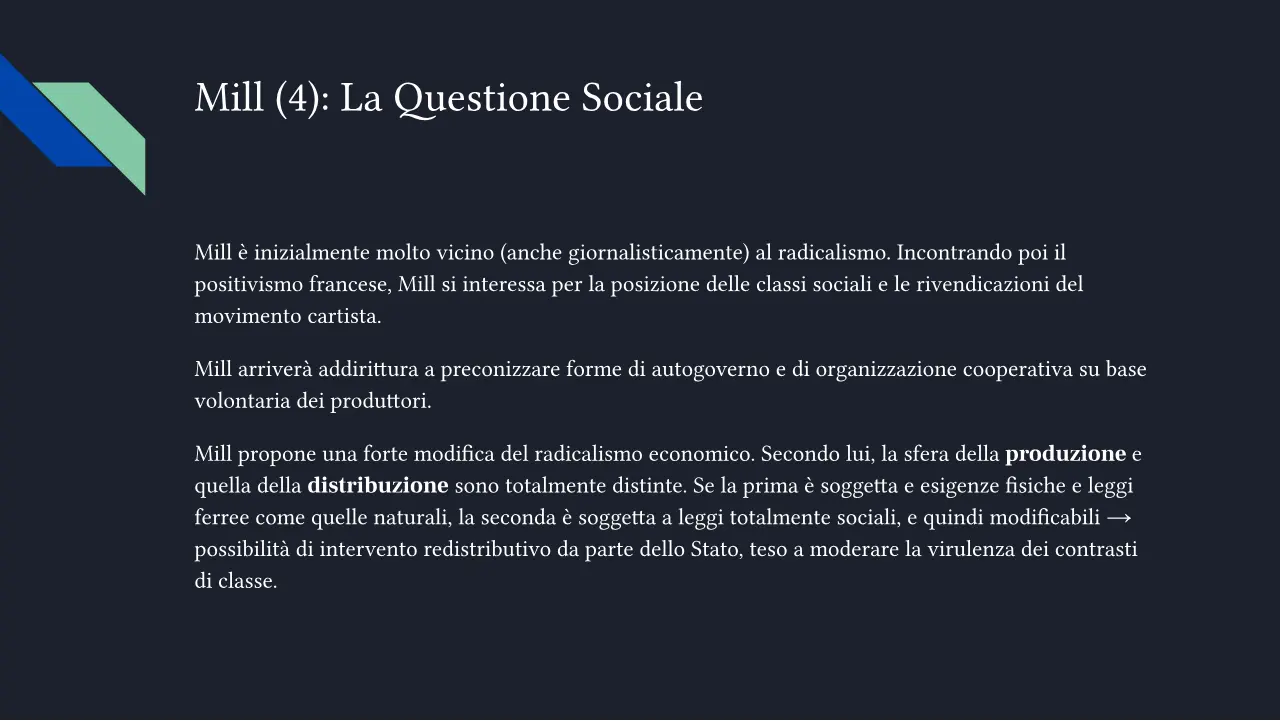 Mill (4): La Questione Sociale
Mill è inizialmente molto vicino (anche giornalisticamente) al radicalismo. Incontrando poi il
positivismo francese, Mill si interessa per la posizione delle classi sociali e le rivendicazioni del
movimento cartista.
Mill arriverà addirittura a preconizzare forme di autogoverno e di organizzazione cooperativa su base
volontaria dei produttori.
Mill propone una forte modifica del radicalismo economico. Secondo lui, la sfera della produzione e
quella della distribuzione sono totalmente distinte. Se la prima è soggetta e esigenze fisiche e leggi
ferree come quelle naturali, la seconda è soggetta a leggi totalmente sociali, e quindi modificabili →
possibilità di intervento redistributivo da parte dello Stato, teso a moderare la virulenza dei contrasti
di classe.